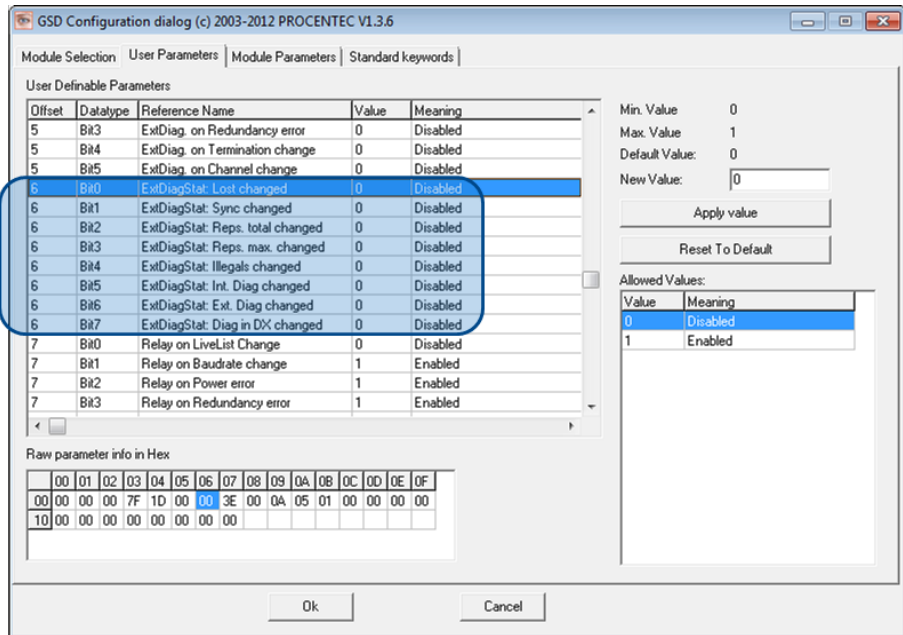 GSD Configuration dialog (c) 2003-2012 PROCENTEC V1.3.6
Module Selection User Parameters Module Parameters Standard keywords
User Definable Parameters
Offset Datatype Reference Name Value Meaning
5 Bit3 ExtDiag. on Redundancy error 0 Disabled
5 Bit4 ExtDiag. on Termination change 0 Disabled
5 Bit5 ExtDiag. on Channel change 0 Disabled
6 Bit0 ExtDiagStat: Lost changed 0 Disabled
6 Bit1 ExtDiagStat: Sync changed 0 Disabled
6 Bit2 ExtDiagStat: Reps. total changed 0 Disabled
6 Bit3 ExtDiagStat: Reps. max. changed 0 Disabled
6 Bit4 ExtDiagStat: Illegals changed 0 Disabled
6 Bit5 ExtDiagStat: Int. Diag changed 0 Disabled
6 Bit6 ExtDiagStat: Ext. Diag changed 0 Disabled
6 Bit7 ExtDiagStat: Diag in DX changed 0 Disabled
7 Bit0 Relay on LiveList Change 0 Disabled
7 Bit1 Relay on Baudrate change 1 Enabled
7 Bit2 Relay on Power error 1 Enabled
7 Bit3 Relay on Redundancy error 1 Enabled
Min. Value 0
Max. Value 1
Default Value: 0
New Value: 0
Apply value
Reset To Default
Allowed Values:
Value Meaning
0 Disabled
1 Enabled
Raw parameter info in Hex
00 01 02 03 04 05 06 07 08 09 0A 0B 0C 0D 0E 0F
00 00 00 00 7F 1D 00 00 3E 00 0A 05 01 00 00 00 00
10 00 00 00 00 00 00 00 00
Ok Cancel